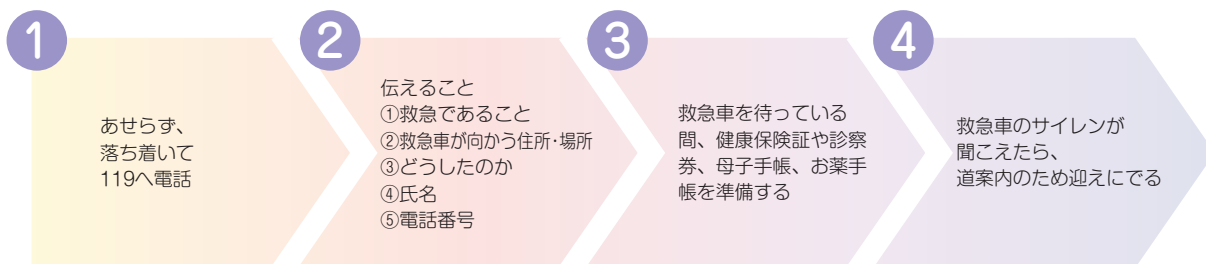 1
あせらず、
落ち着いて
119へ電話
2
伝えること
①救急であること
②救急車が向かう住所・場所
③どうしたのか
④氏名
⑤電話番号
3
救急車を待っている
間、健康保険証や診察
券、母子手帳、お薬手
帳を準備する
4
救急車のサイレンが
聞こえたら、
道案内のため迎えにでる